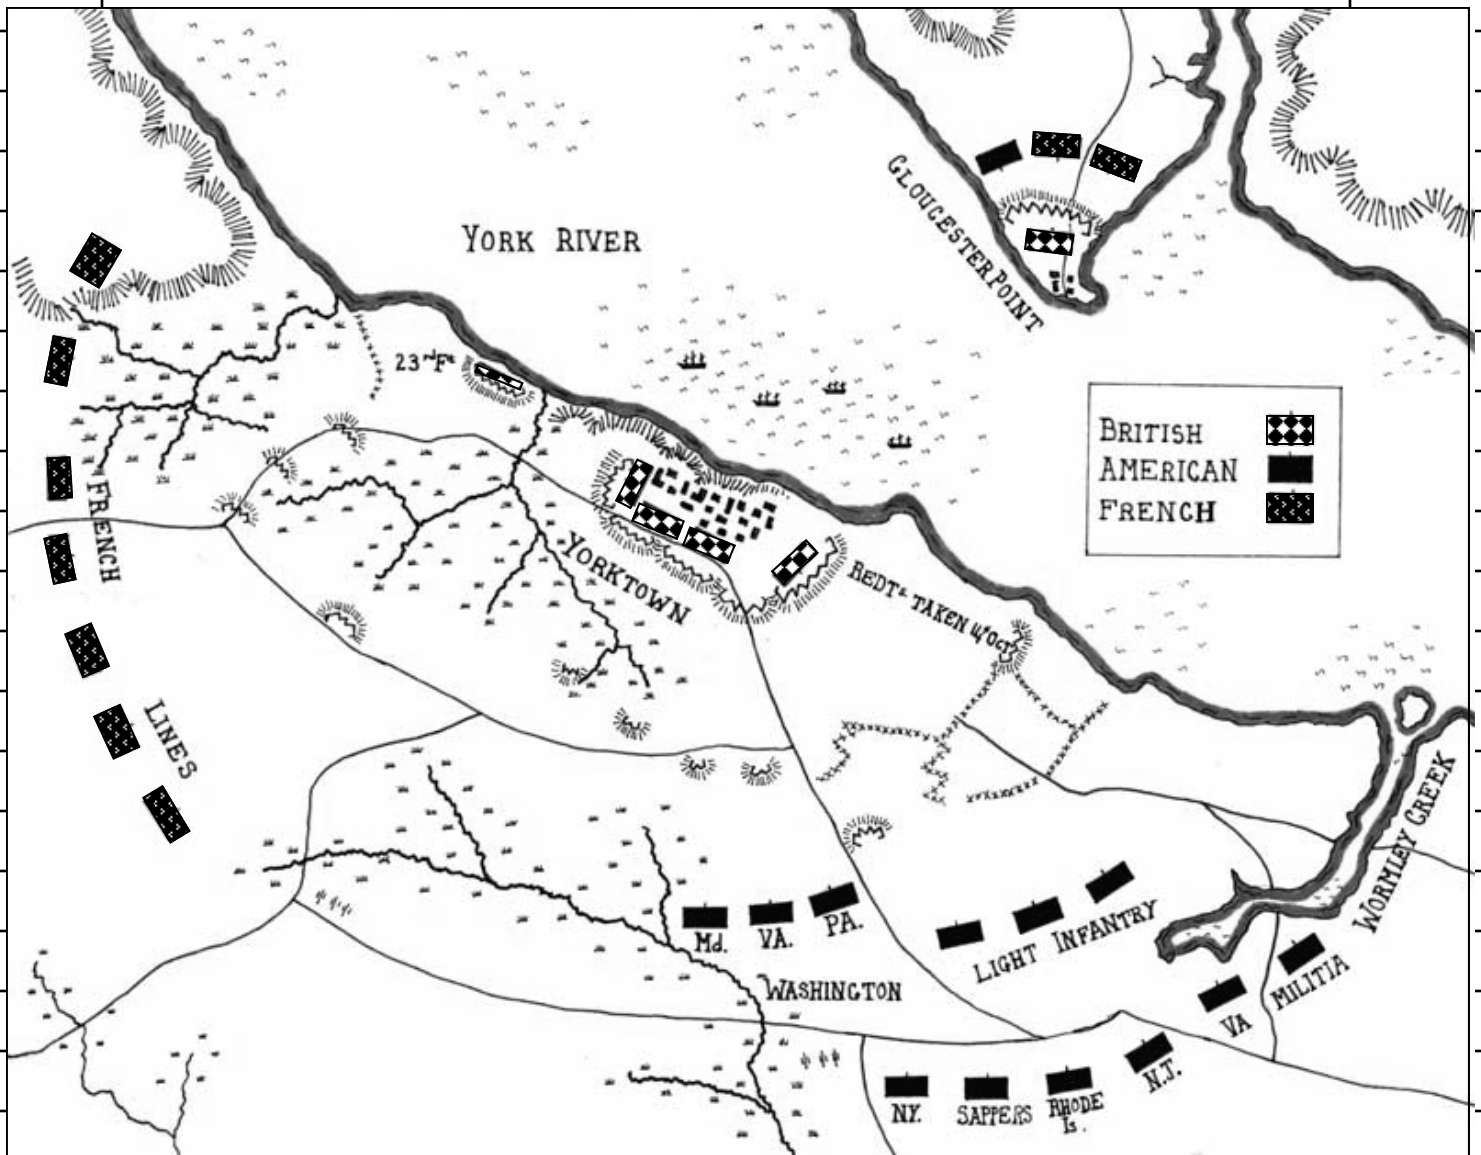 YORK RIVER
GLOUCESTER POINT
23rd Ft
BRITISH
AMERICAN
FRENCH
FRENCH
LINES
YORKTOWN
REDTS TAKEN 14th OCT
WORMLEY CREEK
Md.
VA.
PA.
LIGHT INFANTRY
WASHINGTON
VA
MILITIA
NY.
SAPPERS
RHODE
Is.
N.J.